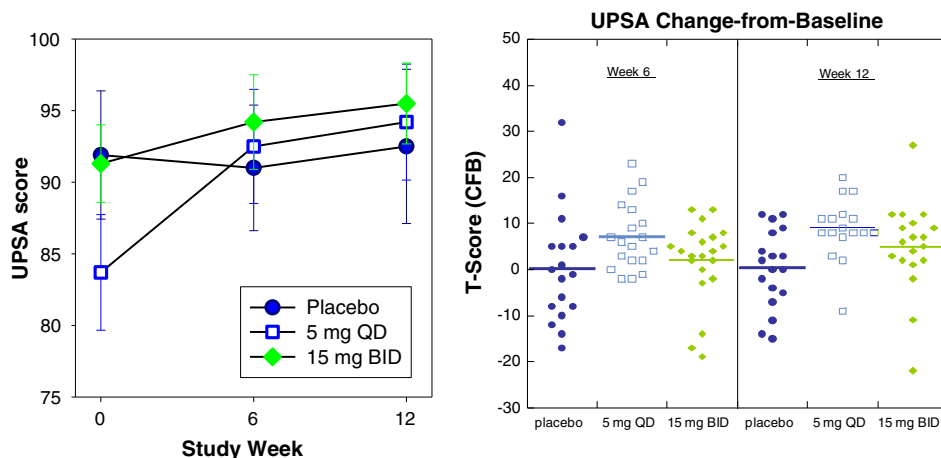 100
95
90
85
80
75
UPSA score
0
6
12
Study Week
Placebo
5 mg QD
15 mg BID
UPSA Change-from-Baseline
50
40
30
20
10
0
-10
-20
-30
T-Score (CFB)
Week 6
Week 12
placebo
5 mg QD
15 mg BID
placebo
5 mg QD
15 mg BID